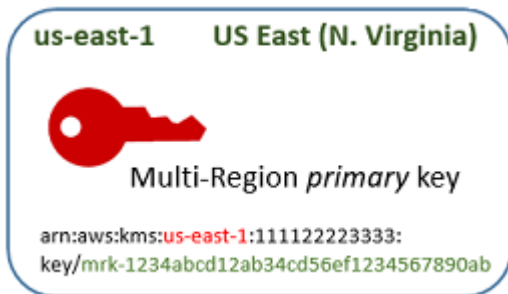 us-east-1 US East (N. Virginia)
Multi-Region primary key
arn:aws:kms:us-east-1:111122223333:
key/mrk-1234abcd12ab34cd56ef1234567890ab